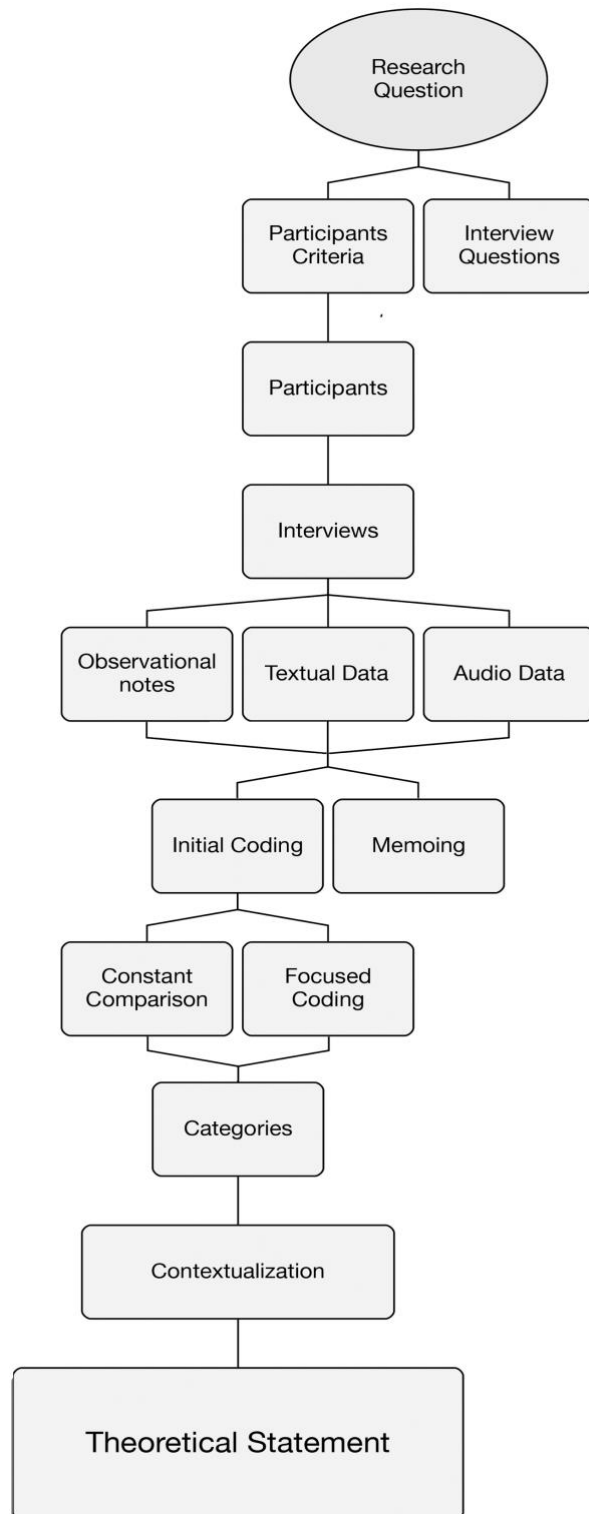 Research
Question
Participants
Criteria
Interview
Questions
Participants
Interviews
Observational
notes
Textual Data
Audio Data
Initial Coding
Memoing
Constant
Comparison
Focused
Coding
Categories
Contextualization
Theoretical Statement